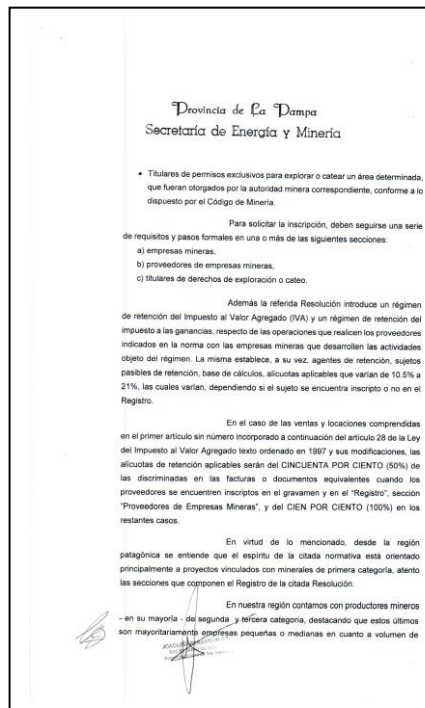 Provincia de La Pampa
Secretaría de Energía y Minería
• Titulares de permisos exclusivos para explorar o catear un área determinada,
que fueran otorgados por la autoridad minera correspondiente, conforme a lo
dispuesto por el Código de Minería.
Para solicitar la inscripción, deben seguirse una serie
de requisitos y pasos formales en una o más de las siguientes secciones:
a) empresas mineras,
b) proveedores de empresas mineras,
c) titulares de derechos de exploración o cateo.
Además la referida Resolución introduce un régimen
de retención del Impuesto al Valor Agregado (IVA) y un régimen de retención del
impuesto a las ganancias, respecto de las operaciones que realicen los proveedores
indicados en la norma con las empresas mineras que desarrollen las actividades
objeto del régimen. La misma establece, a su vez, agentes de retención, sujetos
pasibles de retención, base de cálculos, alícuotas aplicables que varían de 10.5% a
21%, las cuales varían, dependiendo si el sujeto se encuentra inscripto o no en el
Registro.
En el caso de las ventas y locaciones comprendidas
en el primer artículo sin número incorporado a continuación del artículo 28 de la Ley
del Impuesto al Valor Agregado texto ordenado en 1997 y sus modificaciones, las
alícuotas de retención aplicables serán del CINCUENTA POR CIENTO (50%) de
las discriminadas en las facturas o documentos equivalentes cuando los
proveedores se encuentren inscriptos en el gravamen y en el "Registro", sección
"Proveedores de Empresas Mineras", y del CIEN POR CIENTO (100%) en los
restantes casos.
En virtud de lo mencionado, desde la región
patagónica se entiende que el espíritu de la citada normativa está orientado
principalmente a proyectos vinculados con minerales de primera categoría, atento
las secciones que componen el Registro de la citada Resolución.
En nuestra región contamos con productores mineros
- en su mayoría - de segunda y tercera categoría, destacando que estos últimos
son mayoritariamente empresas pequeñas o medianas en cuanto a volumen de